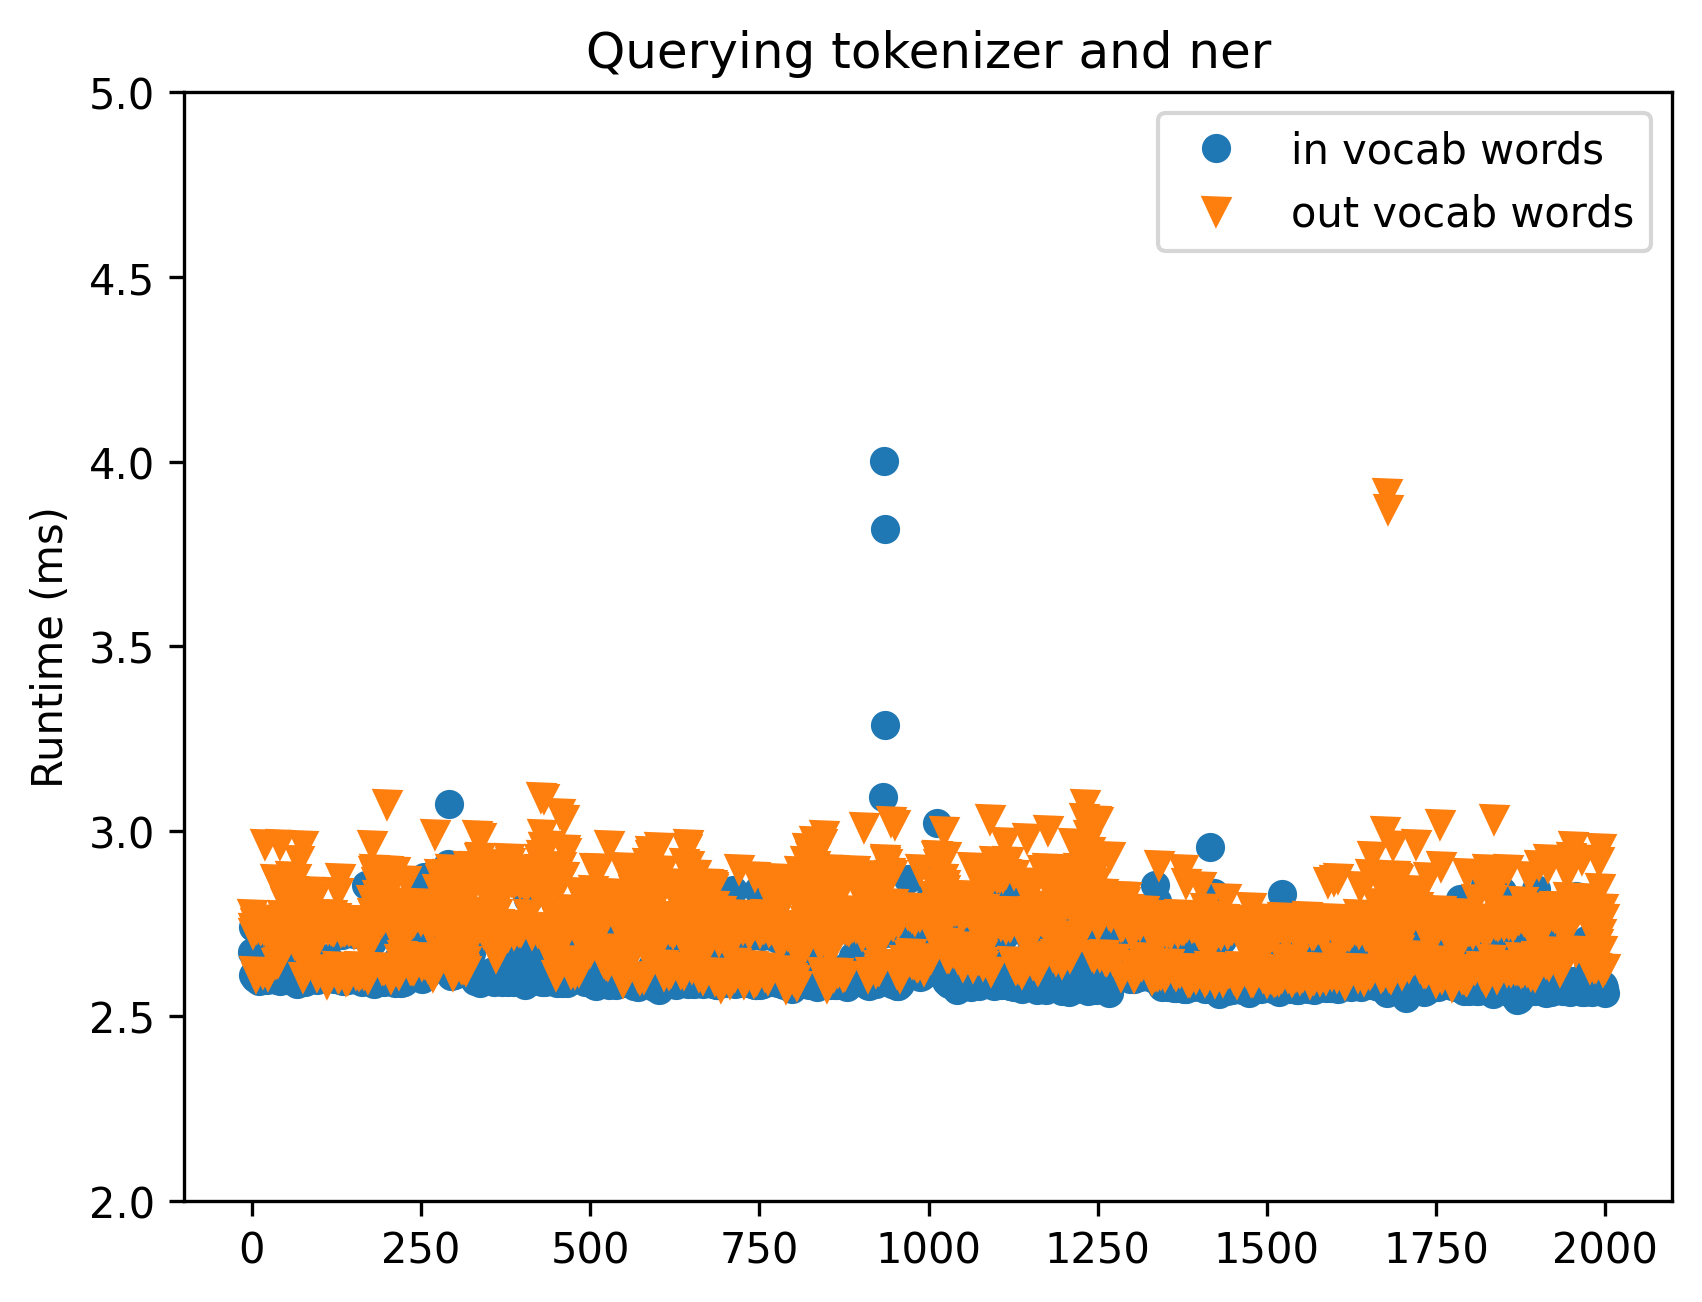 Querying tokenizer and ner
5.0
4.5
4.0
3.5
3.0
2.5
2.0
Runtime (ms)
in vocab words
out vocab words
0 250 500 750 1000 1250 1500 1750 2000